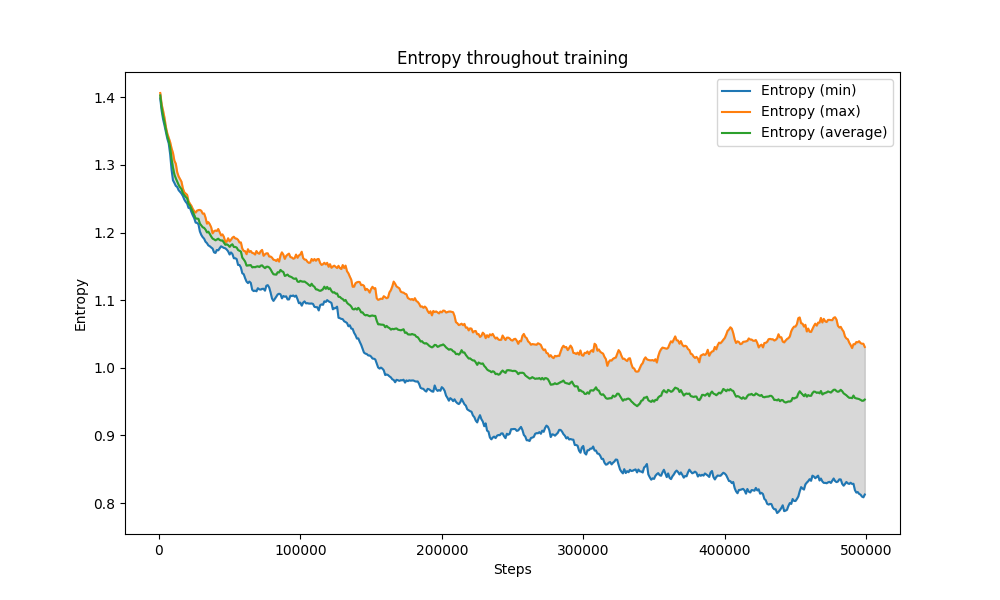 Entropy throughout training
Entropy (min)
Entropy (max)
Entropy (average)
Entropy
1.4
1.3
1.2
1.1
1.0
0.9
0.8
0 100000 200000 300000 400000 500000
Steps